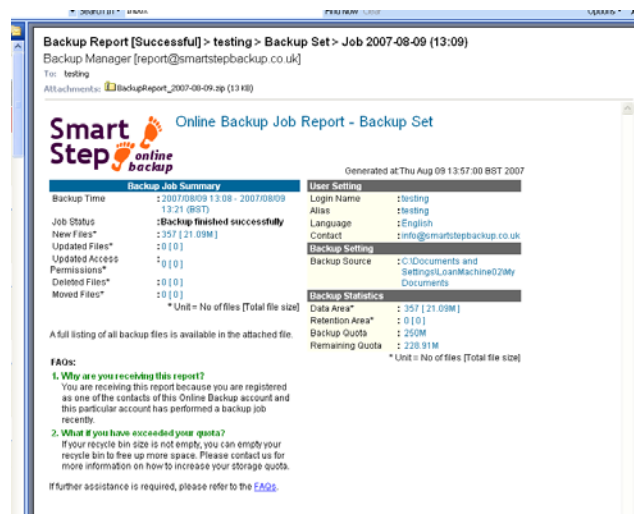 Search In
Find Now Clear
Options
Backup Report [Successful] > testing > Backup Set > Job 2007-08-09 (13:09)
Backup Manager [report@smartstepbackup.co.uk]
To: testing
Attachments: BackupReport_2007-08-09.zip (13 KB)
Smart
Step online
backup
Online Backup Job Report - Backup Set
Generated at:Thu Aug 09 13:57:00 BST 2007
Backup Job Summary
Backup Time : 2007/08/09 13:08 - 2007/08/09
13:21 (BST)
Job Status :Backup finished successfully
New Files* : 357 [ 21.09M ]
Updated Files* : 0 [ 0 ]
Updated Access
Permissions* : 0 [ 0 ]
Deleted Files* : 0 [ 0 ]
Moved Files* : 0 [ 0 ]
* Unit = No of files [Total file size]
A full listing of all backup files is available in the attached file.
User Setting
Login Name :testing
Alias :testing
Language :English
Contact :info@smartstepbackup.co.uk
Backup Setting
Backup Source :C:\Documents and
Settings\LoanMachine02\My
Documents
Backup Statistics
Data Area* : 357 [ 21.09M ]
Retention Area* : 0 [ 0 ]
Backup Quota : 250M
Remaining Quota : 228.91M
* Unit = No of files [Total file size]
FAQs:
1. Why are you receiving this report?
You are receiving this report because you are registered
as one of the contacts of this Online Backup account and
this particular account has performed a backup job
recently.
2. What if you have exceeded your quota?
If your recycle bin size is not empty, you can empty your
recycle bin to free up more space. Please contact us for
more information on how to increase your storage quota.
If further assistance is required, please refer to the FAQs.